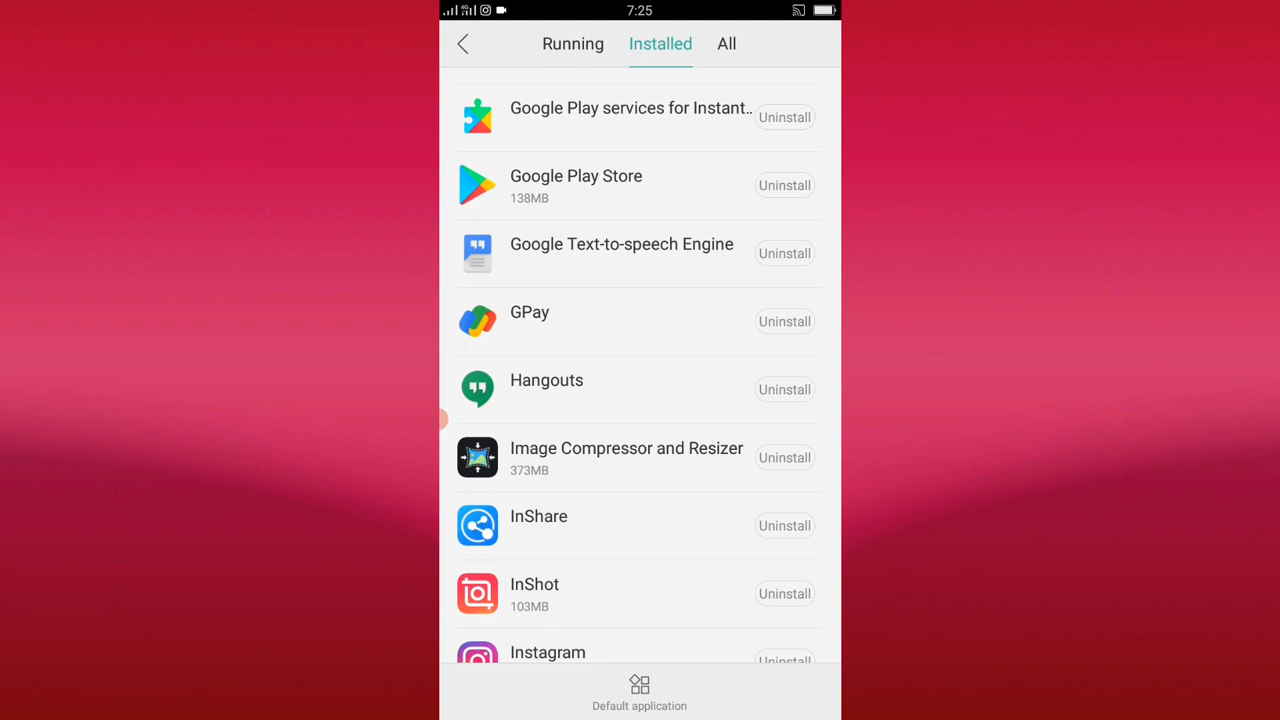 7:25
Running Installed All
Google Play services for Instant..
Uninstall
Google Play Store
138MB
Uninstall
Google Text-to-speech Engine
Uninstall
GPay
Uninstall
Hangouts
Uninstall
Image Compressor and Resizer
373MB
Uninstall
InShare
Uninstall
InShot
103MB
Uninstall
Instagram
Uninstall
Default application